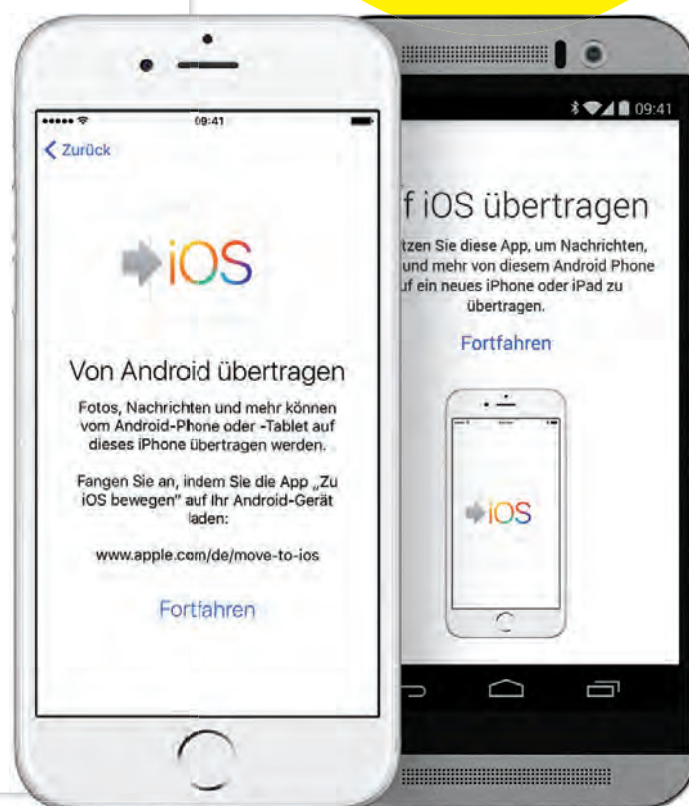 09:41
Zurück
iOS
Von Android übertragen
Fotos, Nachrichten und mehr können
vom Android-Phone oder -Tablet auf
dieses iPhone übertragen werden.
Fangen Sie an, indem Sie die App „Zu
iOS bewegen" auf Ihr Android-Gerät
laden:
www.apple.com/de/move-to-ios
Fortfahren
09:41
f iOS übertragen
tzen Sie diese App, um Nachrichten,
und mehr von diesem Android Phone
uf ein neues iPhone oder iPad zu
übertragen.
Fortfahren
iOS